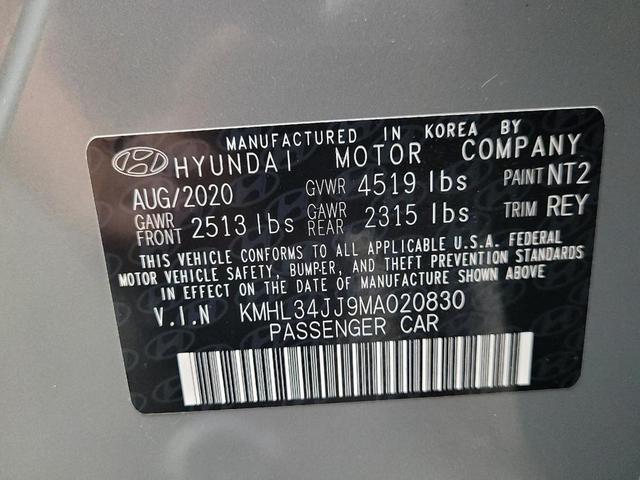 MANUFACTURED IN KOREA BY
HYUNDAI MOTOR COMPANY
AUG/2020 GVWR 4519 lbs PAINT NT2
GAWR FRONT 2513 lbs GAWR REAR 2315 lbs TRIM REY
THIS VEHICLE CONFORMS TO ALL APPLICABLE U.S.A. FEDERAL
MOTOR VEHICLE SAFETY, BUMPER, AND THEFT PREVENTION STANDARDS
IN EFFECT ON THE DATE OF MANUFACTURE SHOWN ABOVE
V.I.N KMHL34JJ9MA020830
PASSENGER CAR